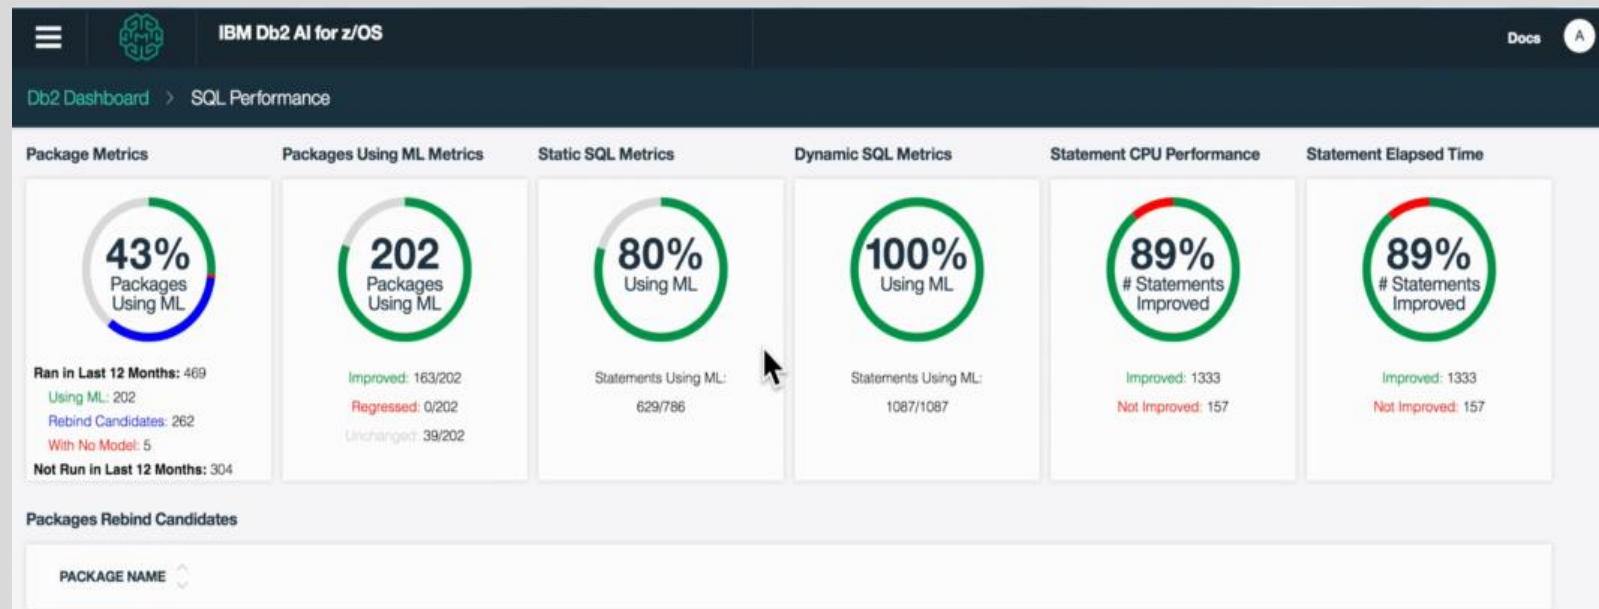 IBM Db2 AI for z/OS
Docs
A
Db2 Dashboard > SQL Performance
Package Metrics
43%
Packages
Using ML
Ran in Last 12 Months: 469
Using ML: 202
Rebind Candidates: 262
With No Model: 5
Not Run in Last 12 Months: 304
Packages Using ML Metrics
202
Packages
Using ML
Improved: 163/202
Regressed: 0/202
Unchanged: 39/202
Static SQL Metrics
80%
Using ML
Statements Using ML:
629/786
Dynamic SQL Metrics
100%
Using ML
Statements Using ML:
1087/1087
Statement CPU Performance
89%
# Statements
Improved
Improved: 1333
Not Improved: 157
Statement Elapsed Time
89%
# Statements
Improved
Improved: 1333
Not Improved: 157
Packages Rebind Candidates
PACKAGE NAME